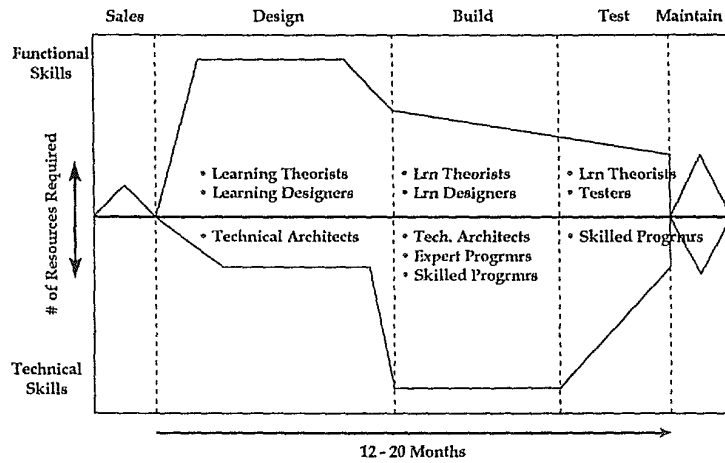 Sales Design Build Test Maintain
Functional
Skills
# of Resources Required
• Learning Theorists
• Learning Designers
• Lrn Theorists
• Lrn Designers
• Lrn Theorists
• Testers
• Technical Architects
• Tech. Architects
• Expert Progrmrs
• Skilled Progrmrs
• Skilled Progrmrs
Technical
Skills
12 - 20 Months